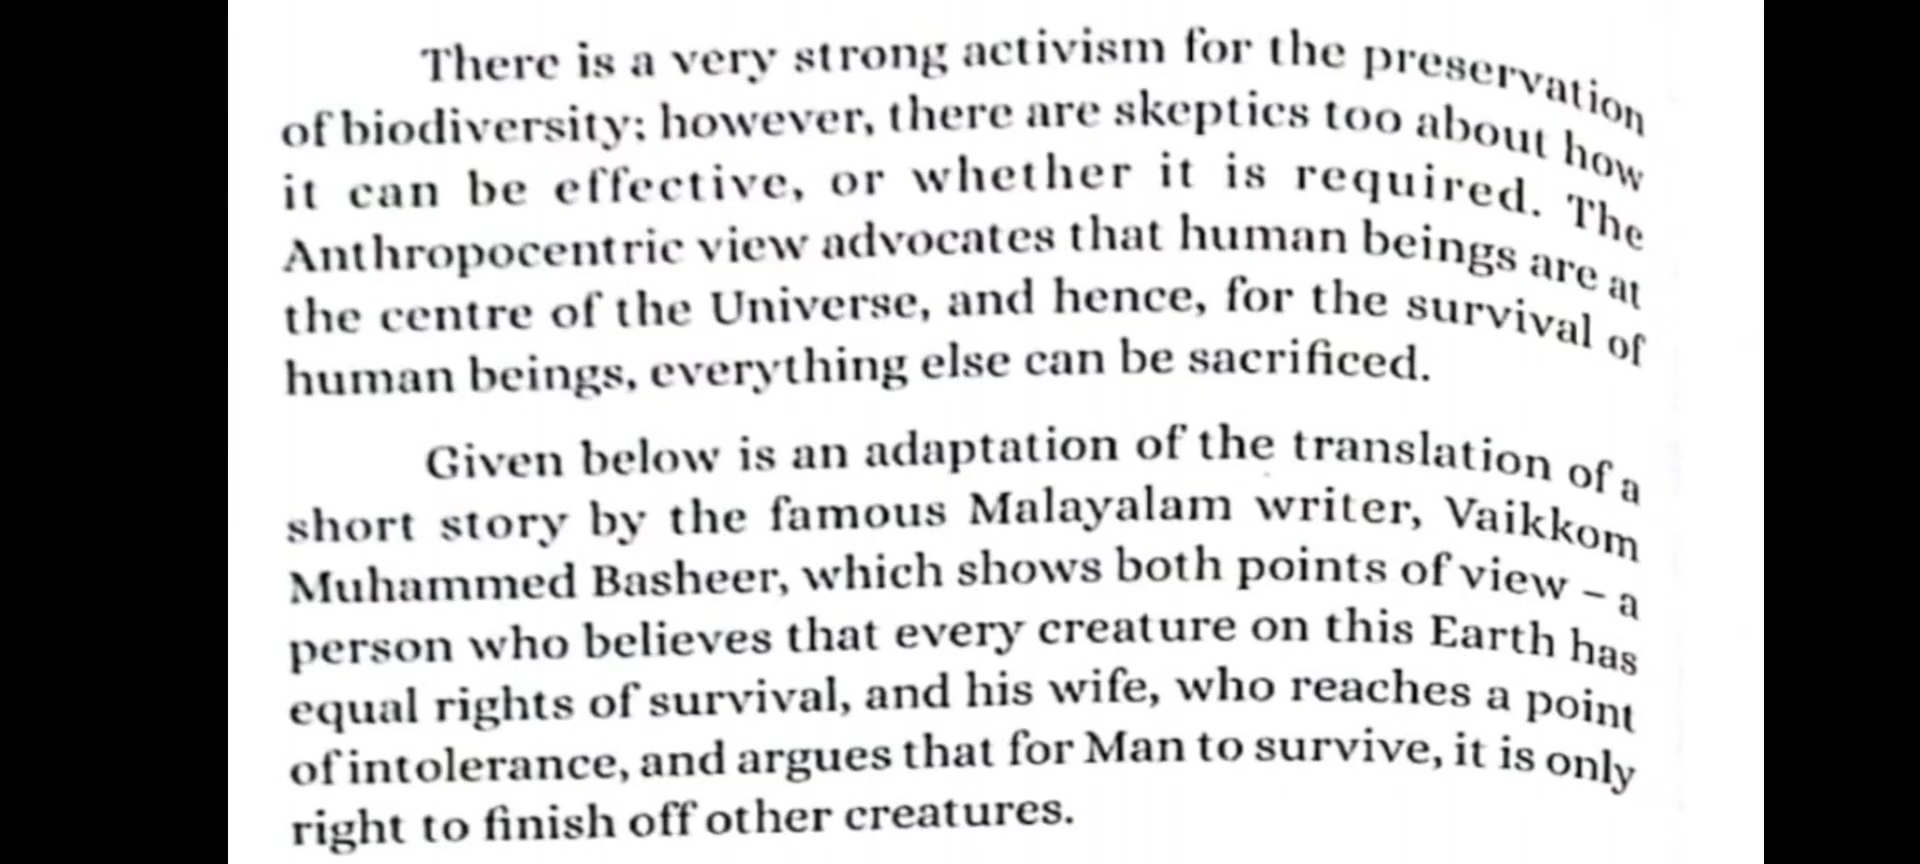 There is a very strong activism for the preservation
of biodiversity; however, there are skeptics too about how
it can be effective, or whether it is required. The
Anthropocentric view advocates that human beings are at
the centre of the Universe, and hence, for the survival of
human beings, everything else can be sacrificed.
Given below is an adaptation of the translation of a
short story by the famous Malayalam writer, Vaikkom
Muhammed Basheer, which shows both points of view – a
person who believes that every creature on this Earth has
equal rights of survival, and his wife, who reaches a point
of intolerance, and argues that for Man to survive, it is only
right to finish off other creatures.